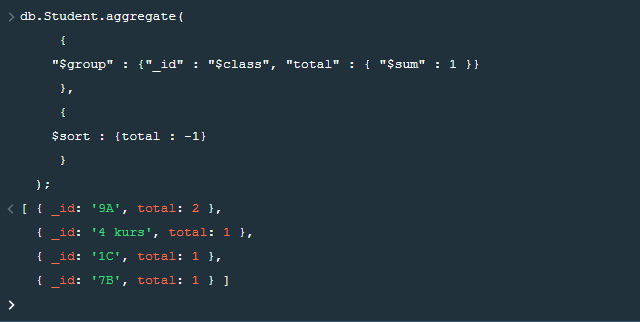 > db.Student.aggregate(
{
"$group" : {"_id" : "$class", "total" : { "$sum" : 1 }}
},
{
$sort : {total : -1}
}
);
< [ { _id: '9A', total: 2 },
{ _id: '4 kurs', total: 1 },
{ _id: '1C', total: 1 },
{ _id: '7B', total: 1 } ]
>